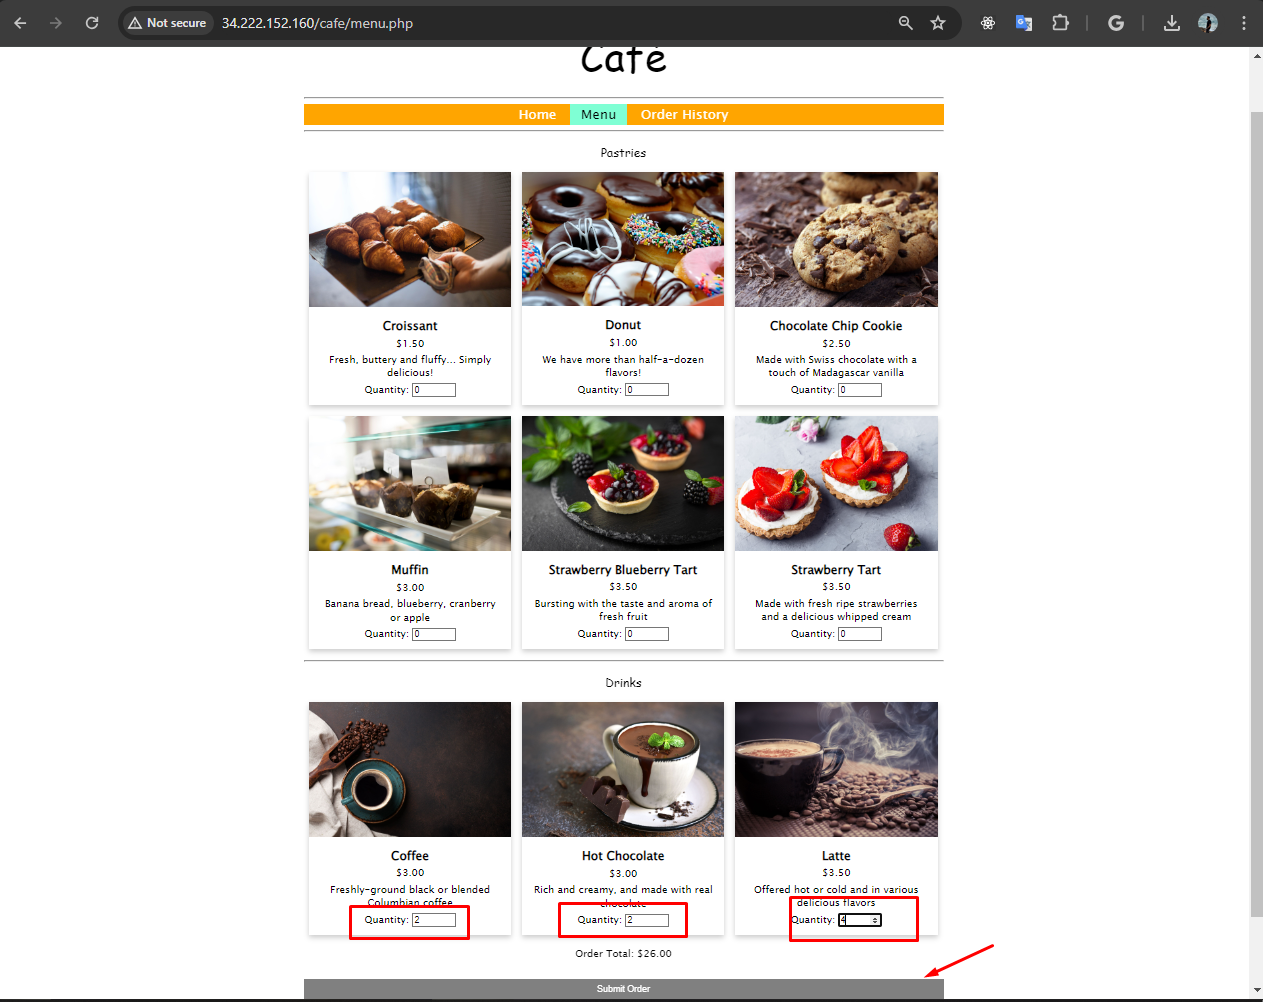 Not secure
34.222.152.160/cafe/menu.php
Café
Home Menu Order History
Pastries
Croissant
$1.50
Fresh, buttery and fluffy... Simply
delicious!
Quantity: 0
Donut
$1.00
We have more than half-a-dozen
flavors!
Quantity: 0
Chocolate Chip Cookie
$2.50
Made with Swiss chocolate with a
touch of Madagascar vanilla
Quantity: 0
Muffin
$3.00
Banana bread, blueberry, cranberry
or apple
Quantity: 0
Strawberry Blueberry Tart
$3.50
Bursting with the taste and aroma of
fresh fruit
Quantity: 0
Strawberry Tart
$3.50
Made with fresh ripe strawberries
and a delicious whipped cream
Quantity: 0
Drinks
Coffee
$3.00
Freshly-ground black or blended
Columbian coffee
Quantity: 2
Hot Chocolate
$3.00
Rich and creamy, and made with real
chocolate
Quantity: 2
Latte
$3.50
Offered hot or cold and in various
delicious flavors
Quantity: 4
Order Total: $26.00
Submit Order